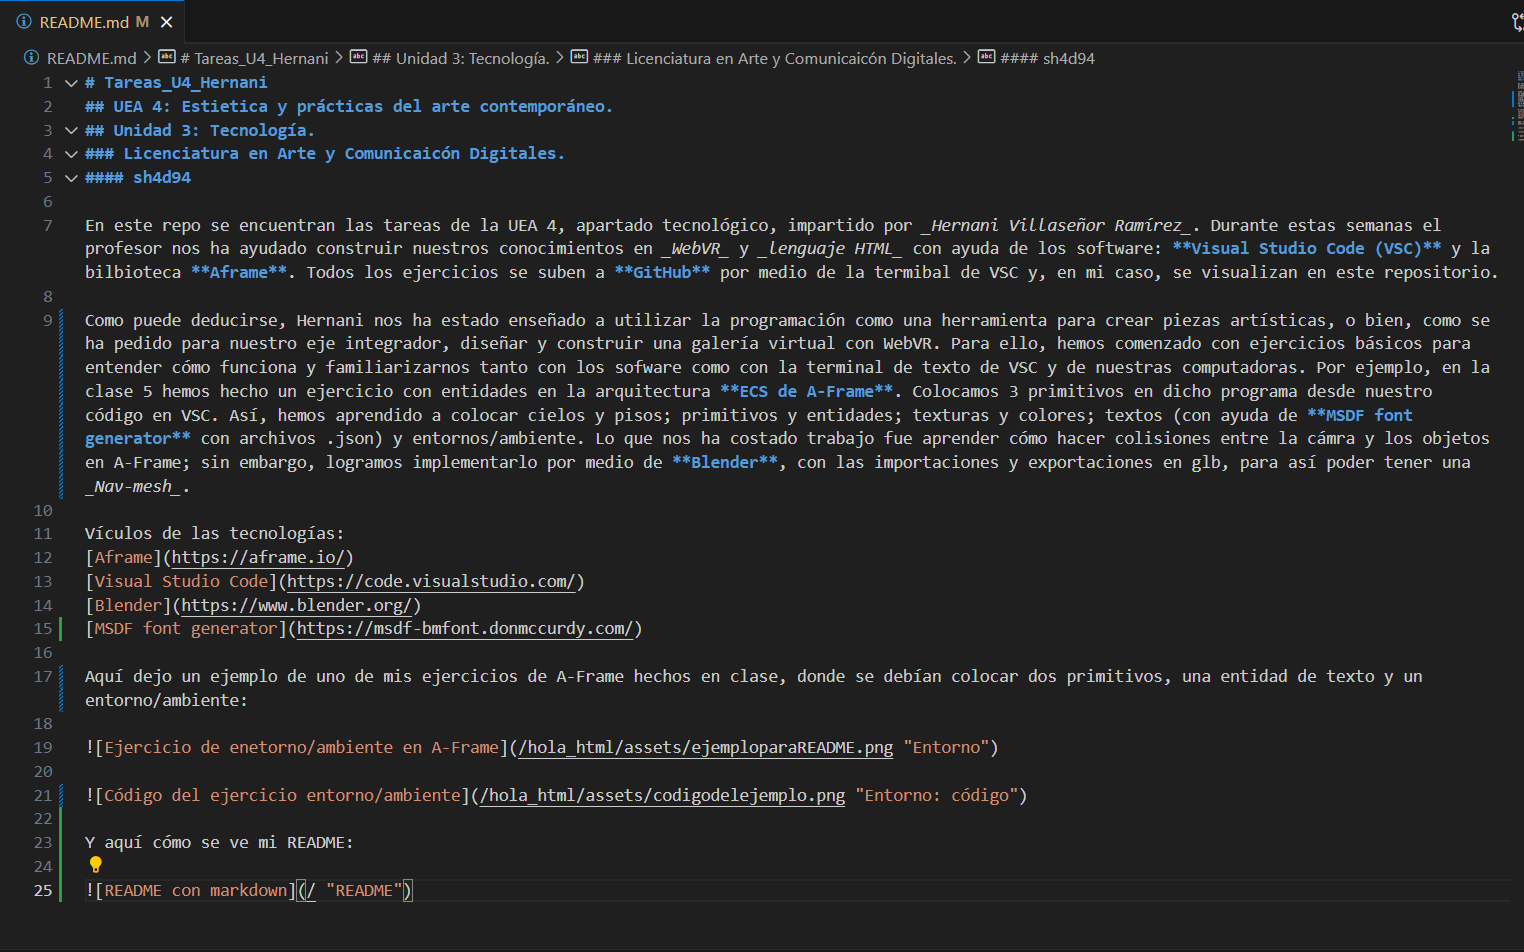 README.md M
README.md > # Tareas_U4_Hernani > ## Unidad 3: Tecnología. > ### Licenciatura en Arte y Comunicaicón Digitales. > #### sh4d94
1 # Tareas_U4_Hernani
2 ## UEA 4: Estietica y prácticas del arte contemporáneo.
3 ## Unidad 3: Tecnología.
4 ### Licenciatura en Arte y Comunicaicón Digitales.
5 #### sh4d94
6
7 En este repo se encuentran las tareas de la UEA 4, apartado tecnológico, impartido por _Hernani Villaseñor Ramírez_. Durante estas semanas el
profesor nos ha ayudado construir nuestros conocimientos en _WebVR_ y _lenguaje HTML_ con ayuda de los software: **Visual Studio Code (VSC)** y la
bilbioteca **Aframe**. Todos los ejercicios se suben a **GitHub** por medio de la termibal de VSC y, en mi caso, se visualizan en este repositorio.
8
9 Como puede deducirse, Hernani nos ha estado enseñado a utilizar la programación como una herramienta para crear piezas artísticas, o bien, como se
ha pedido para nuestro eje integrador, diseñar y construir una galería virtual con WebVR. Para ello, hemos comenzado con ejercicios básicos para
entender cómo funciona y familiarizarnos tanto con los sofware como con la terminal de texto de VSC y de nuestras computadoras. Por ejemplo, en la
clase 5 hemos hecho un ejercicio con entidades en la arquitectura **ECS de A-Frame**. Colocamos 3 primitivos en dicho programa desde nuestro
código en VSC. Así, hemos aprendido a colocar cielos y pisos; primitivos y entidades; texturas y colores; textos (con ayuda de **MSDF font
generator** con archivos .json) y entornos/ambiente. Lo que nos ha costado trabajo fue aprender cómo hacer colisiones entre la cámra y los objetos
en A-Frame; sin embargo, logramos implementarlo por medio de **Blender**, con las importaciones y exportaciones en glb, para así poder tener una
_Nav-mesh_.
10
11 Vículos de las tecnologías:
12 [Aframe](https://aframe.io/)
13 [Visual Studio Code](https://code.visualstudio.com/)
14 [Blender](https://www.blender.org/)
15 [MSDF font generator](https://msdf-bmfont.donmccurdy.com/)
16
17 Aquí dejo un ejemplo de uno de mis ejercicios de A-Frame hechos en clase, donde se debían colocar dos primitivos, una entidad de texto y un
entorno/ambiente:
18
19 ![Ejercicio de enetorno/ambiente en A-Frame](/hola_html/assets/ejemploparaREADME.png "Entorno")
20
21 ![Código del ejercicio entorno/ambiente](/hola_html/assets/codigodelejemplo.png "Entorno: código")
22
23 Y aquí cómo se ve mi README:
24
25 ![README con markdown](/ "README")